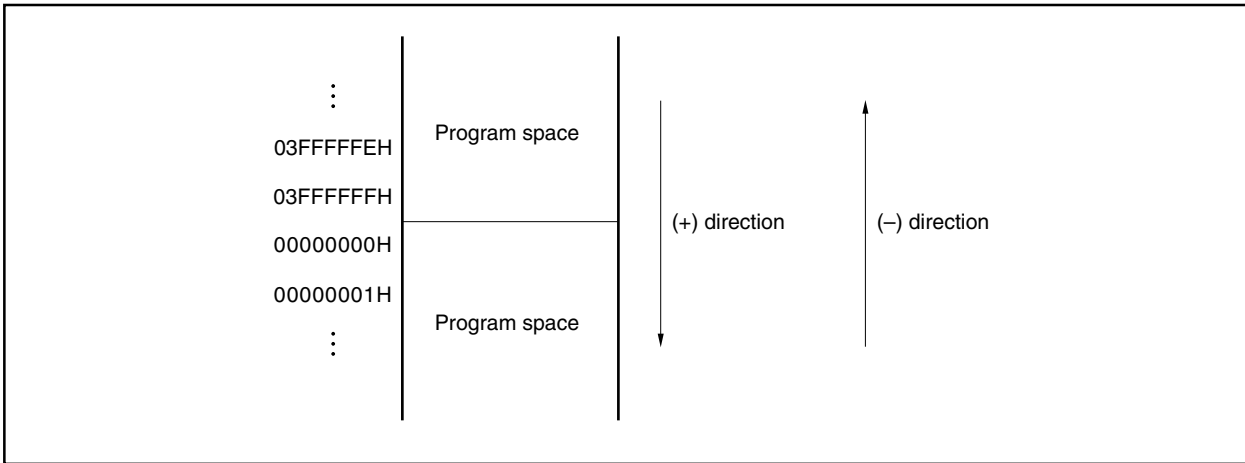 ⋮
03FFFFFEH
03FFFFFFH
00000000H
00000001H
⋮
Program space
Program space
(+) direction
(–) direction